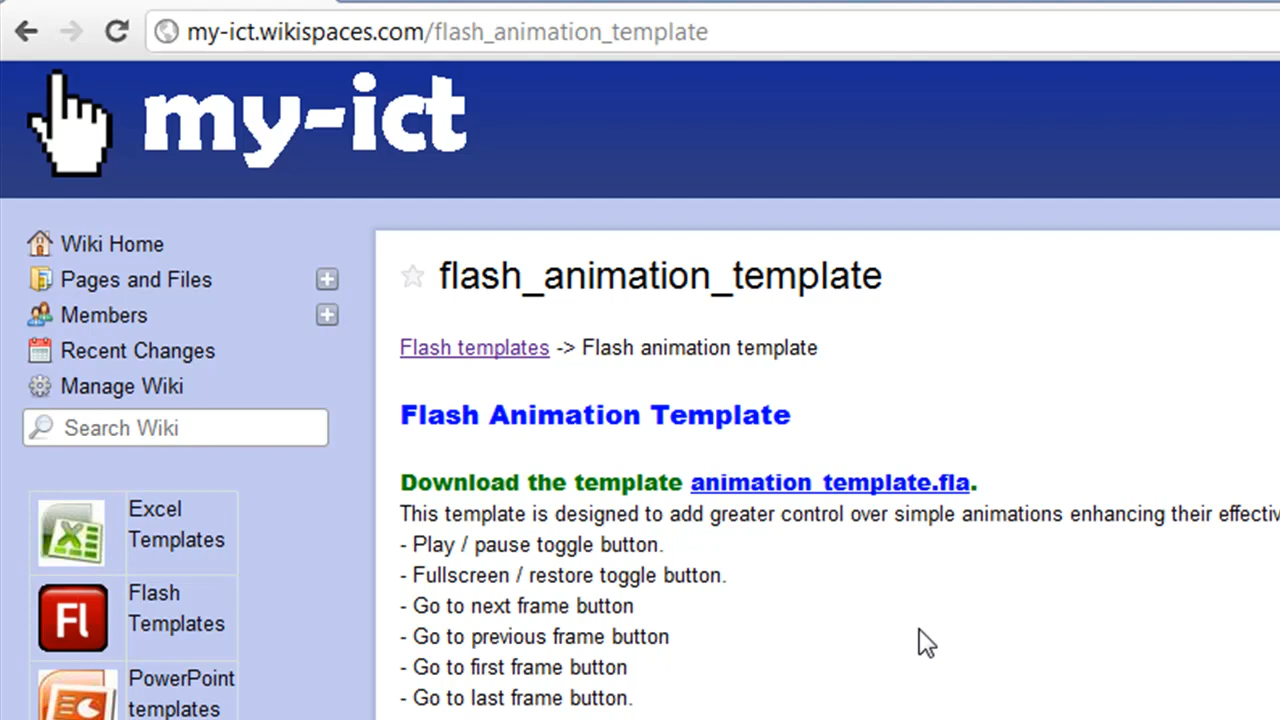 my-ict.wikispaces.com/flash_animation_template
my-ict
Wiki Home
Pages and Files
Members
Recent Changes
Manage Wiki
Search Wiki
Excel
Templates
Fl
Flash
Templates
PowerPoint
templates
flash_animation_template
Flash templates -> Flash animation template
Flash Animation Template
Download the template animation_template.fla.
This template is designed to add greater control over simple animations enhancing their
- Play / pause toggle button.
- Fullscreen / restore toggle button.
- Go to next frame button
- Go to previous frame button
- Go to first frame button
- Go to last frame button.